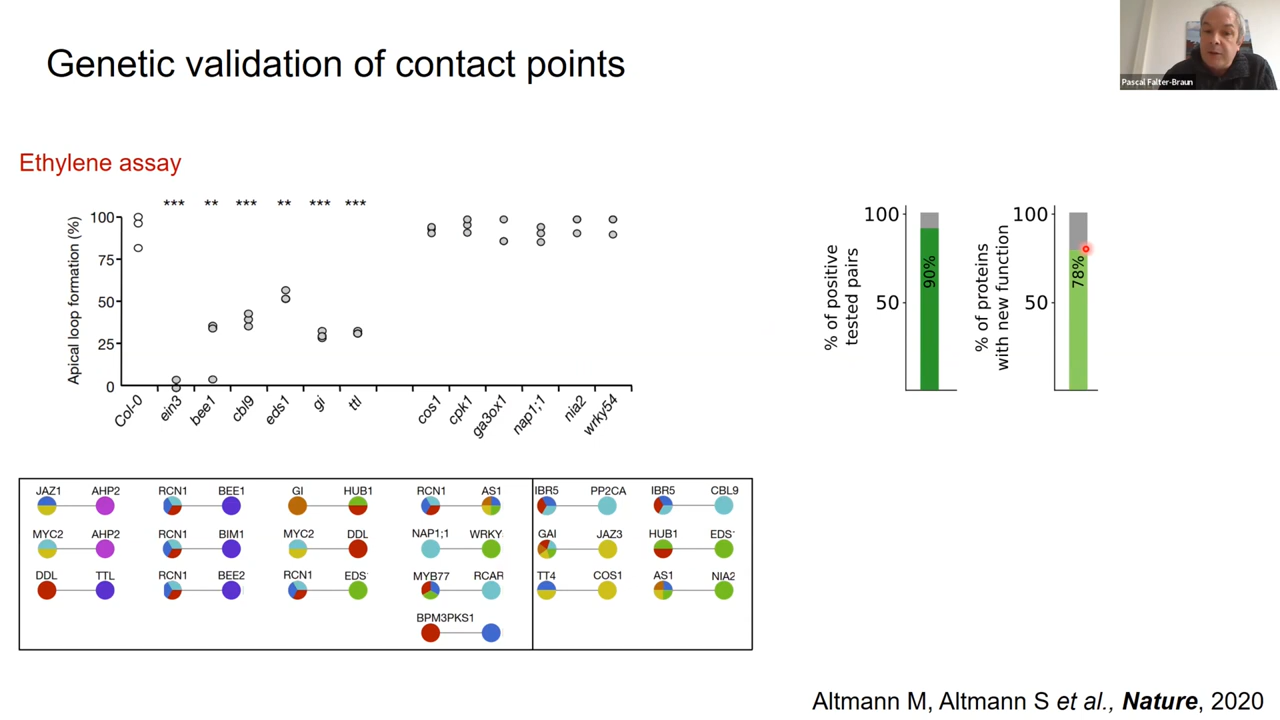 Genetic validation of contact points
Pascal Falter-Braun
Ethylene assay
Apical loop formation (%)
100
75
50
25
0
*** ** *** ** *** ***
Col-0 ein3 bee1 cbl9 eds1 gi ttl cos1 cpk1 ga3ox1 nap1;1 nia2 wrky54
% of positive
tested pairs
100
50
90%
% of proteins
with new function
100
50
78%
JAZ1 AHP2 RCN1 BEE1 GI HUB1 RCN1 AS1 IBR5 PP2CA IBR5 CBL9
MYC2 AHP2 RCN1 BIM1 MYC2 DDL NAP1;1 WRKY GAI JAZ3 HUB1 EDS
DDL TTL RCN1 BEE2 RCN1 EDS MYB77 RCAR TT4 COS1 AS1 NIA2
BPM3PKS1
Altmann M, Altmann S et al., Nature, 2020